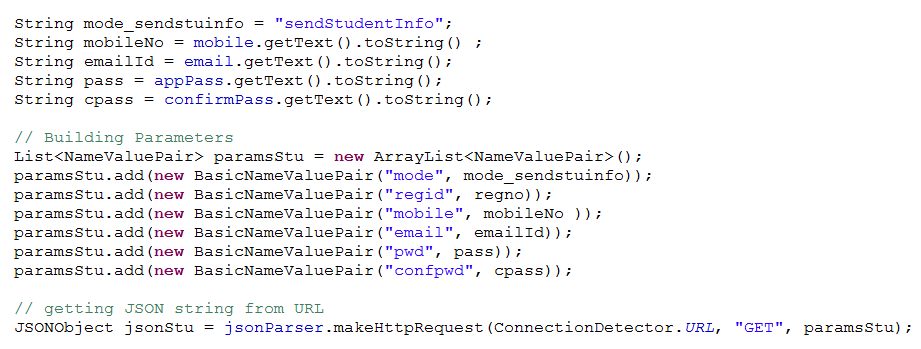 String mode_sendstuinfo = "sendStudentInfo";
String mobileNo = mobile.getText().toString() ;
String emailId = email.getText().toString();
String pass = appPass.getText().toString();
String cpass = confirmPass.getText().toString();
// Building Parameters
List<NameValuePair> paramsStu = new ArrayList<NameValuePair>();
paramsStu.add(new BasicNameValuePair("mode", mode_sendstuinfo));
paramsStu.add(new BasicNameValuePair("regid", regno));
paramsStu.add(new BasicNameValuePair("mobile", mobileNo ));
paramsStu.add(new BasicNameValuePair("email", emailId));
paramsStu.add(new BasicNameValuePair("pwd", pass));
paramsStu.add(new BasicNameValuePair("confpwd", cpass));
// getting JSON string from URL
JSONObject jsonStu = jsonParser.makeHttpRequest(ConnectionDetector.URL, "GET", paramsStu);